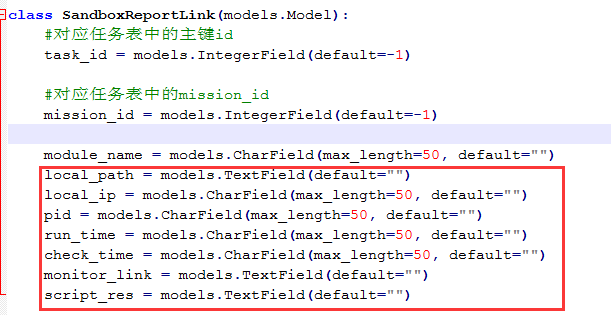 class SandboxReportLink(models.Model):
#对应任务表中的主键id
task_id = models.IntegerField(default=-1)
#对应任务表中的mission_id
mission_id = models.IntegerField(default=-1)
module_name = models.CharField(max_length=50, default="")
local_path = models.TextField(default="")
local_ip = models.CharField(max_length=50, default="")
pid = models.CharField(max_length=50, default="")
run_time = models.CharField(max_length=50, default="")
check_time = models.CharField(max_length=50, default="")
monitor_link = models.TextField(default="")
script_res = models.TextField(default="")